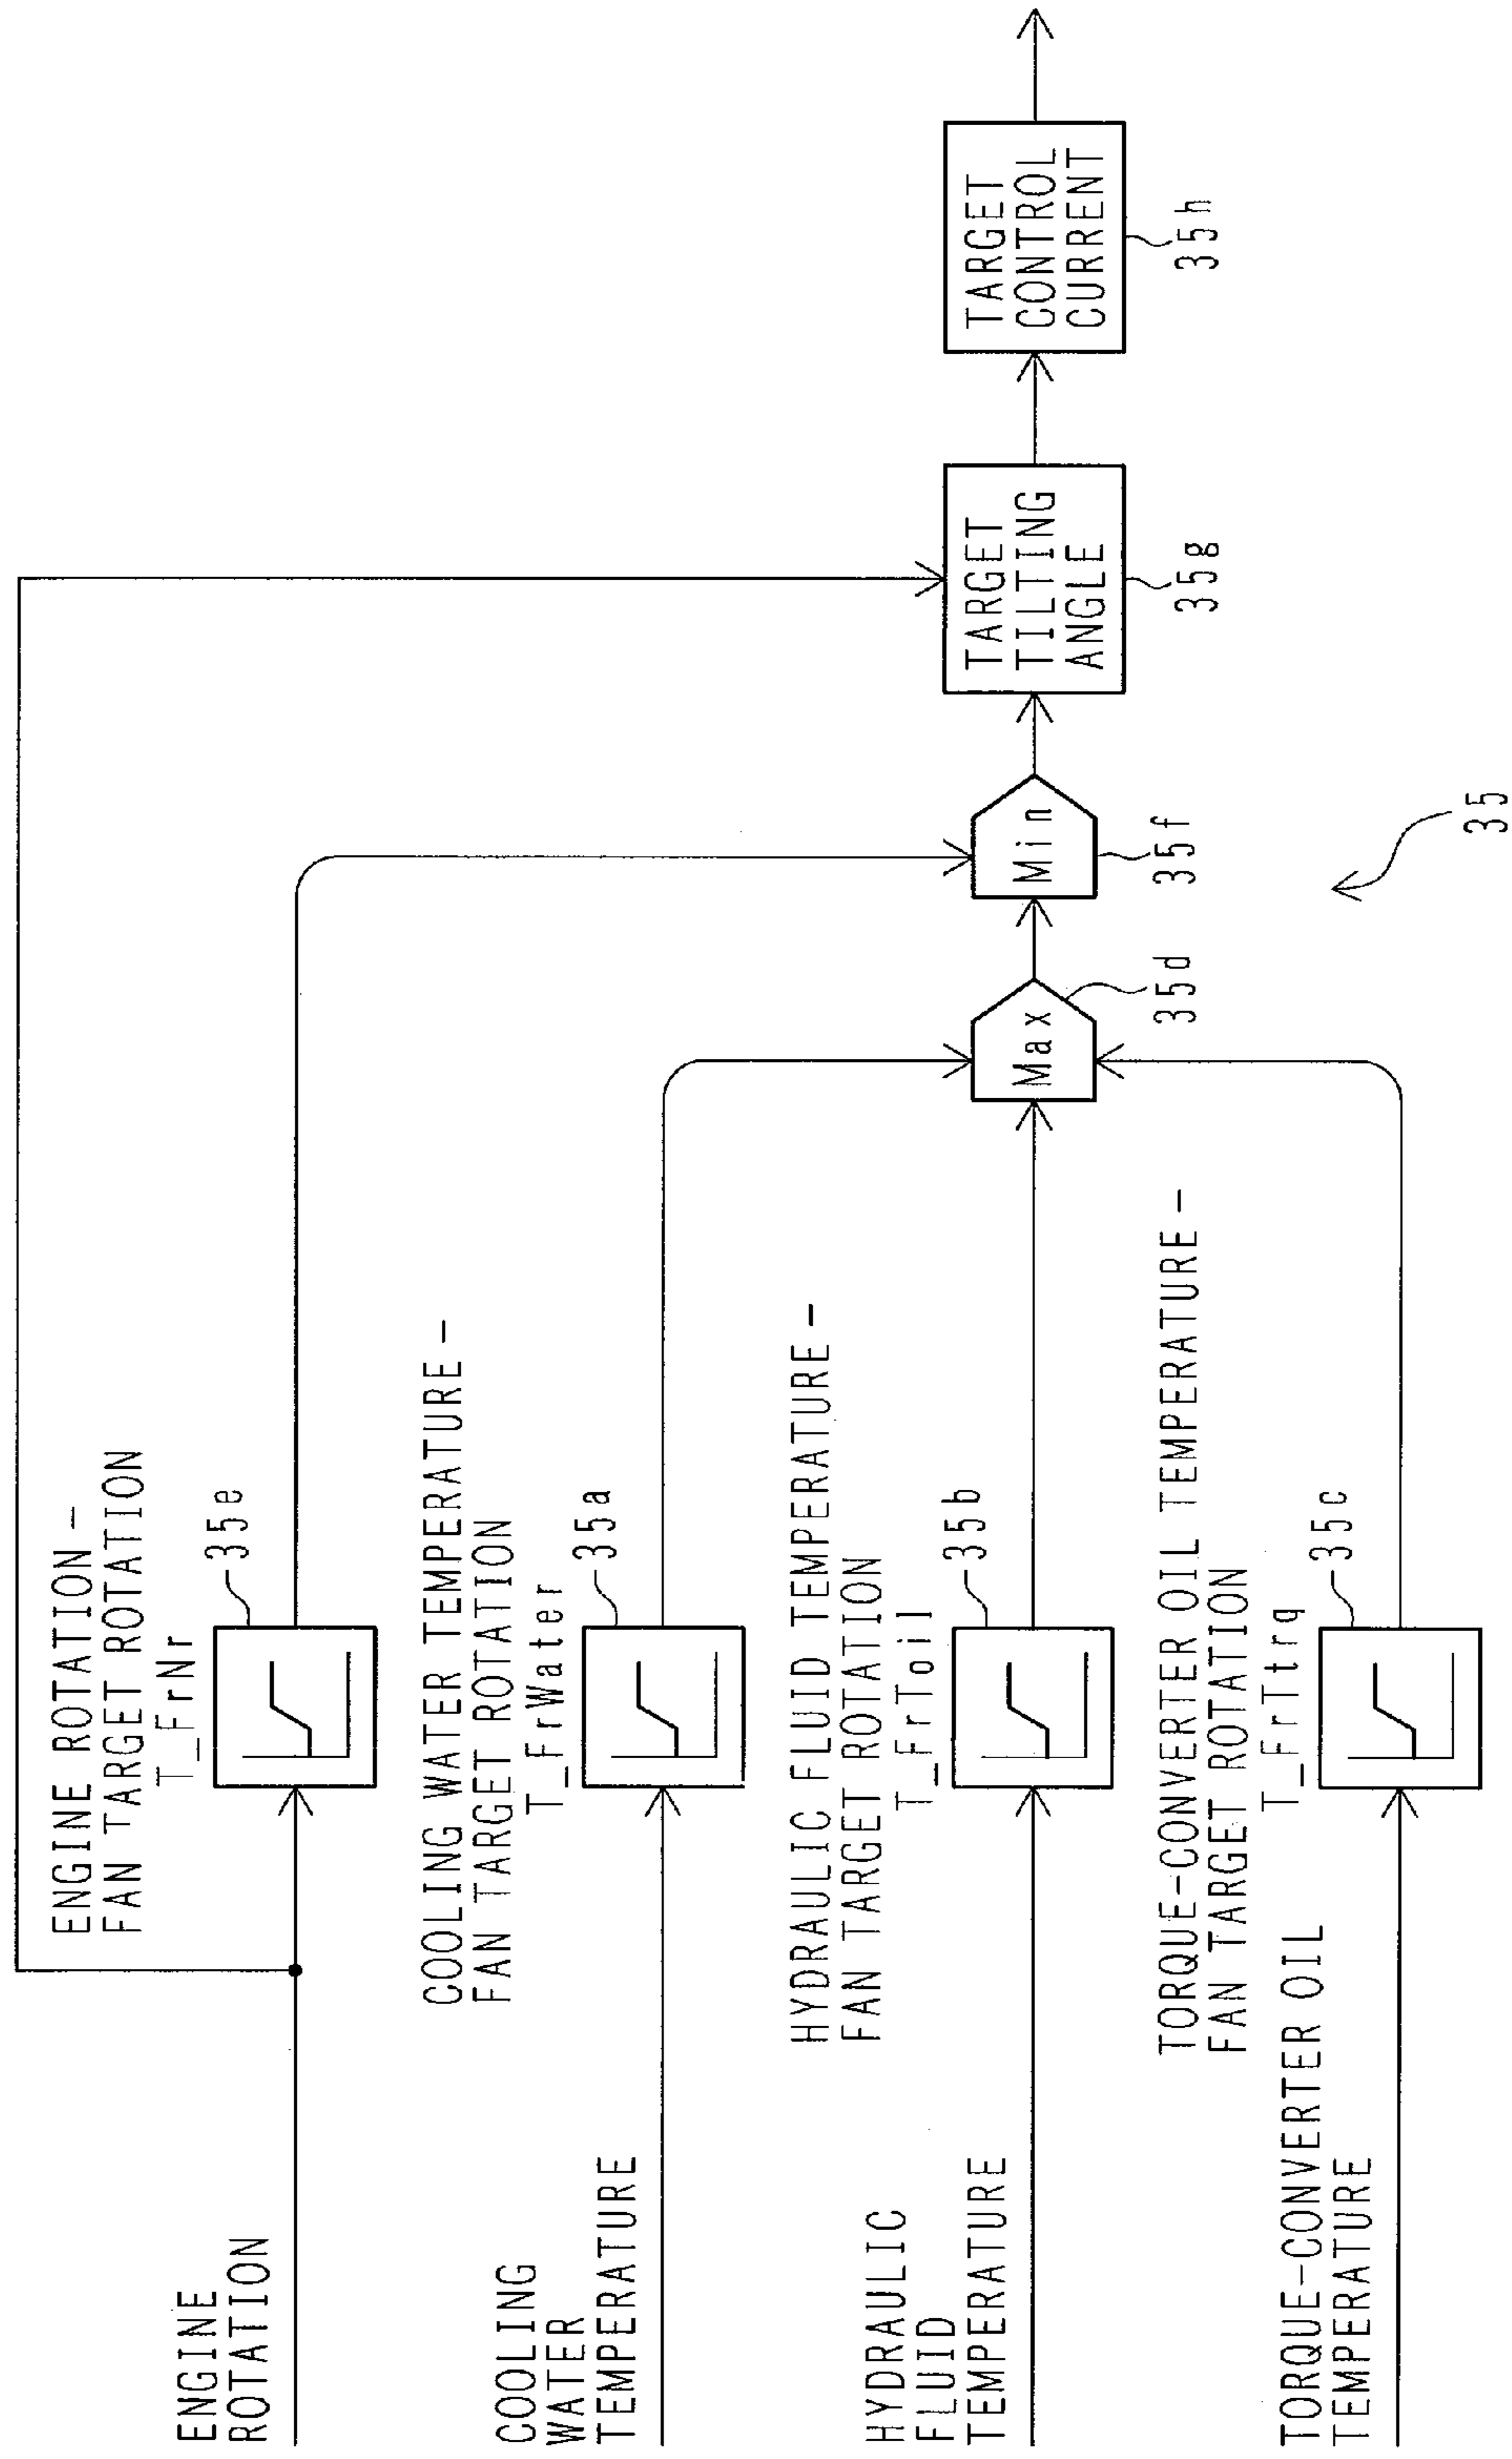 ENGINE
ROTATION
ENGINE ROTATION -
FAN TARGET ROTATION
T_FrNr
35e
COOLING
WATER
TEMPERATURE
COOLING WATER TEMPERATURE -
FAN TARGET ROTATION
T_FrWater
35a
HYDRAULIC
FLUID
TEMPERATURE
HYDRAULIC FLUID TEMPERATURE -
FAN TARGET ROTATION
T_FrToil
35b
TORQUE-CONVERTER OIL
TEMPERATURE
TORQUE-CONVERTER OIL TEMPERATURE -
FAN TARGET ROTATION
T_FrTtrq
35c
Max
35d
Min
35f
TARGET
TILTING
ANGLE
35g
TARGET
CONTROL
CURRENT
35h
35